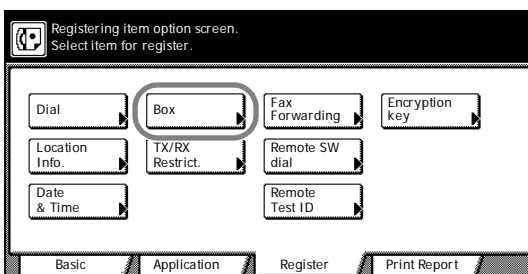 Registering item option screen.
Select item for register.
Dial
Box
Fax
Forwarding
Encryption
key
Location
Info.
TX/RX
Restrict.
Remote SW
dial
Date
& Time
Remote
Test ID
Basic
Application
Register
Print Report